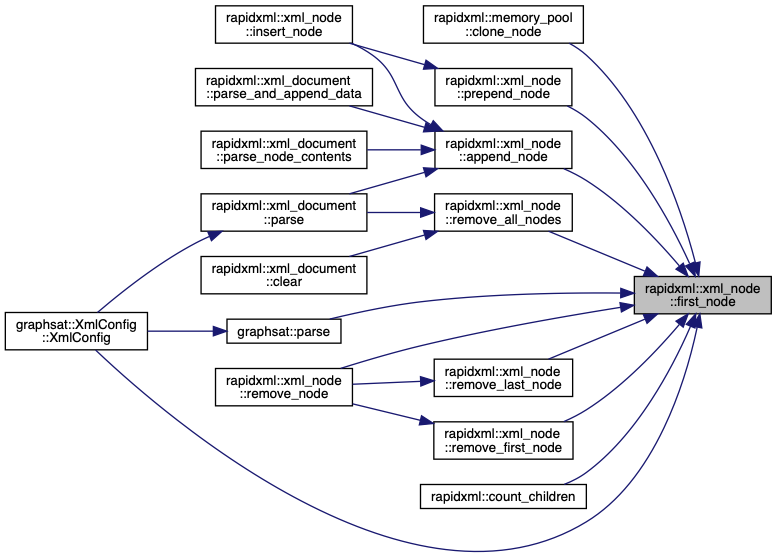 rapidxml::xml_node
::insert_node
rapidxml::memory_pool
::clone_node
rapidxml::xml_document
::parse_and_append_data
rapidxml::xml_node
::prepend_node
rapidxml::xml_document
::parse_node_contents
rapidxml::xml_node
::append_node
rapidxml::xml_document
::parse
rapidxml::xml_node
::remove_all_nodes
rapidxml::xml_document
::clear
rapidxml::xml_node
::first_node
graphsat::XmlConfig
::XmlConfig
graphsat::parse
rapidxml::xml_node
::remove_node
rapidxml::xml_node
::remove_last_node
rapidxml::xml_node
::remove_first_node
rapidxml::count_children